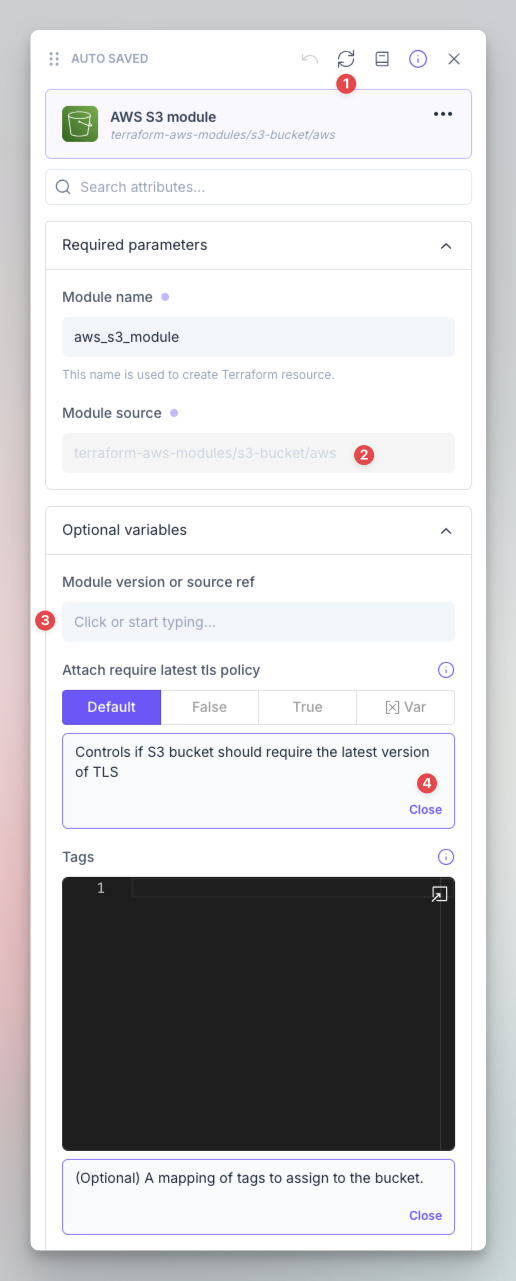 AUTO SAVED
1
AWS S3 module
terraform-aws-modules/s3-bucket/aws
Search attributes...
Required parameters
Module name
aws_s3_module
This name is used to create Terraform resource.
Module source
terraform-aws-modules/s3-bucket/aws
2
Optional variables
Module version or source ref
3
Click or start typing...
Attach require latest tls policy
Default False True [x] Var
Controls if S3 bucket should require the latest version
of TLS
4
Close
Tags
1
(Optional) A mapping of tags to assign to the bucket.
Close